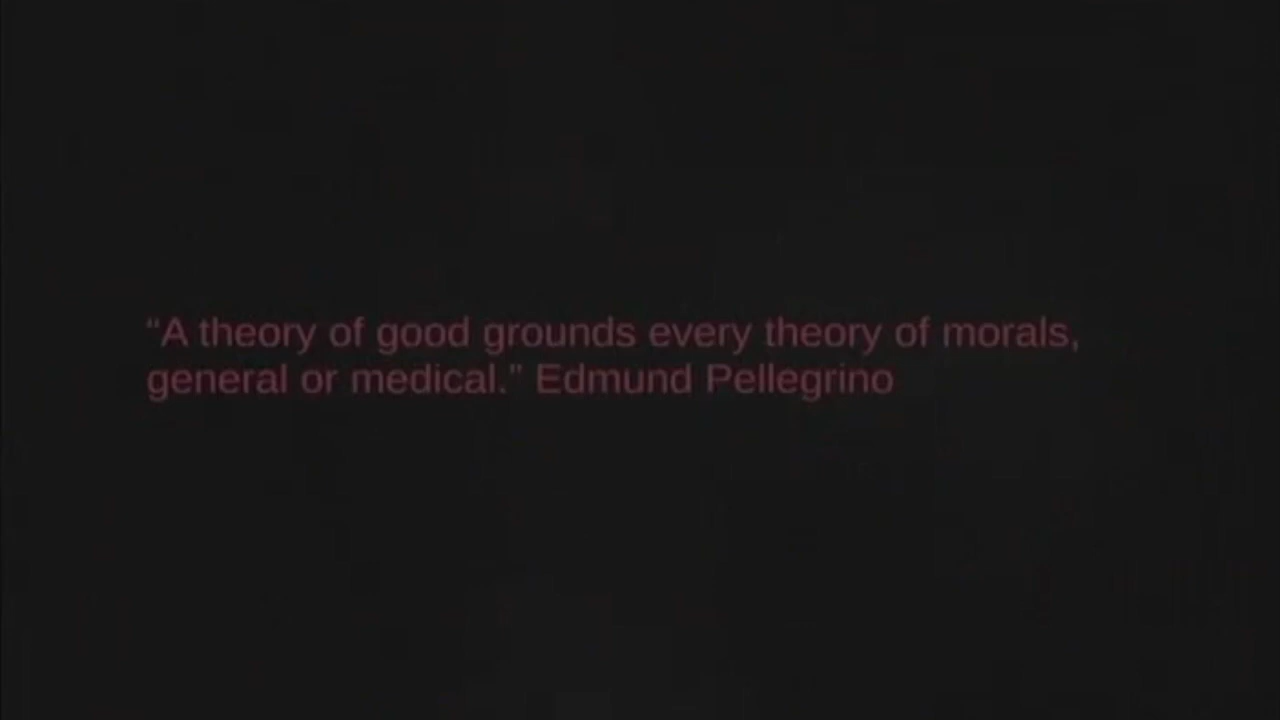 “A theory of good grounds every theory of morals,
general or medical.” Edmund Pellegrino